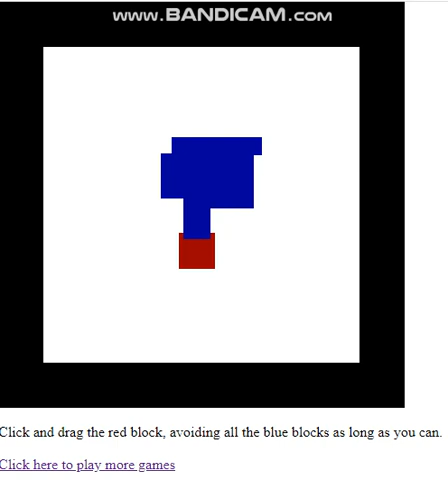 www.BANDICAM.com
Click and drag the red block, avoiding all the blue blocks as long as you can.
Click here to play more games